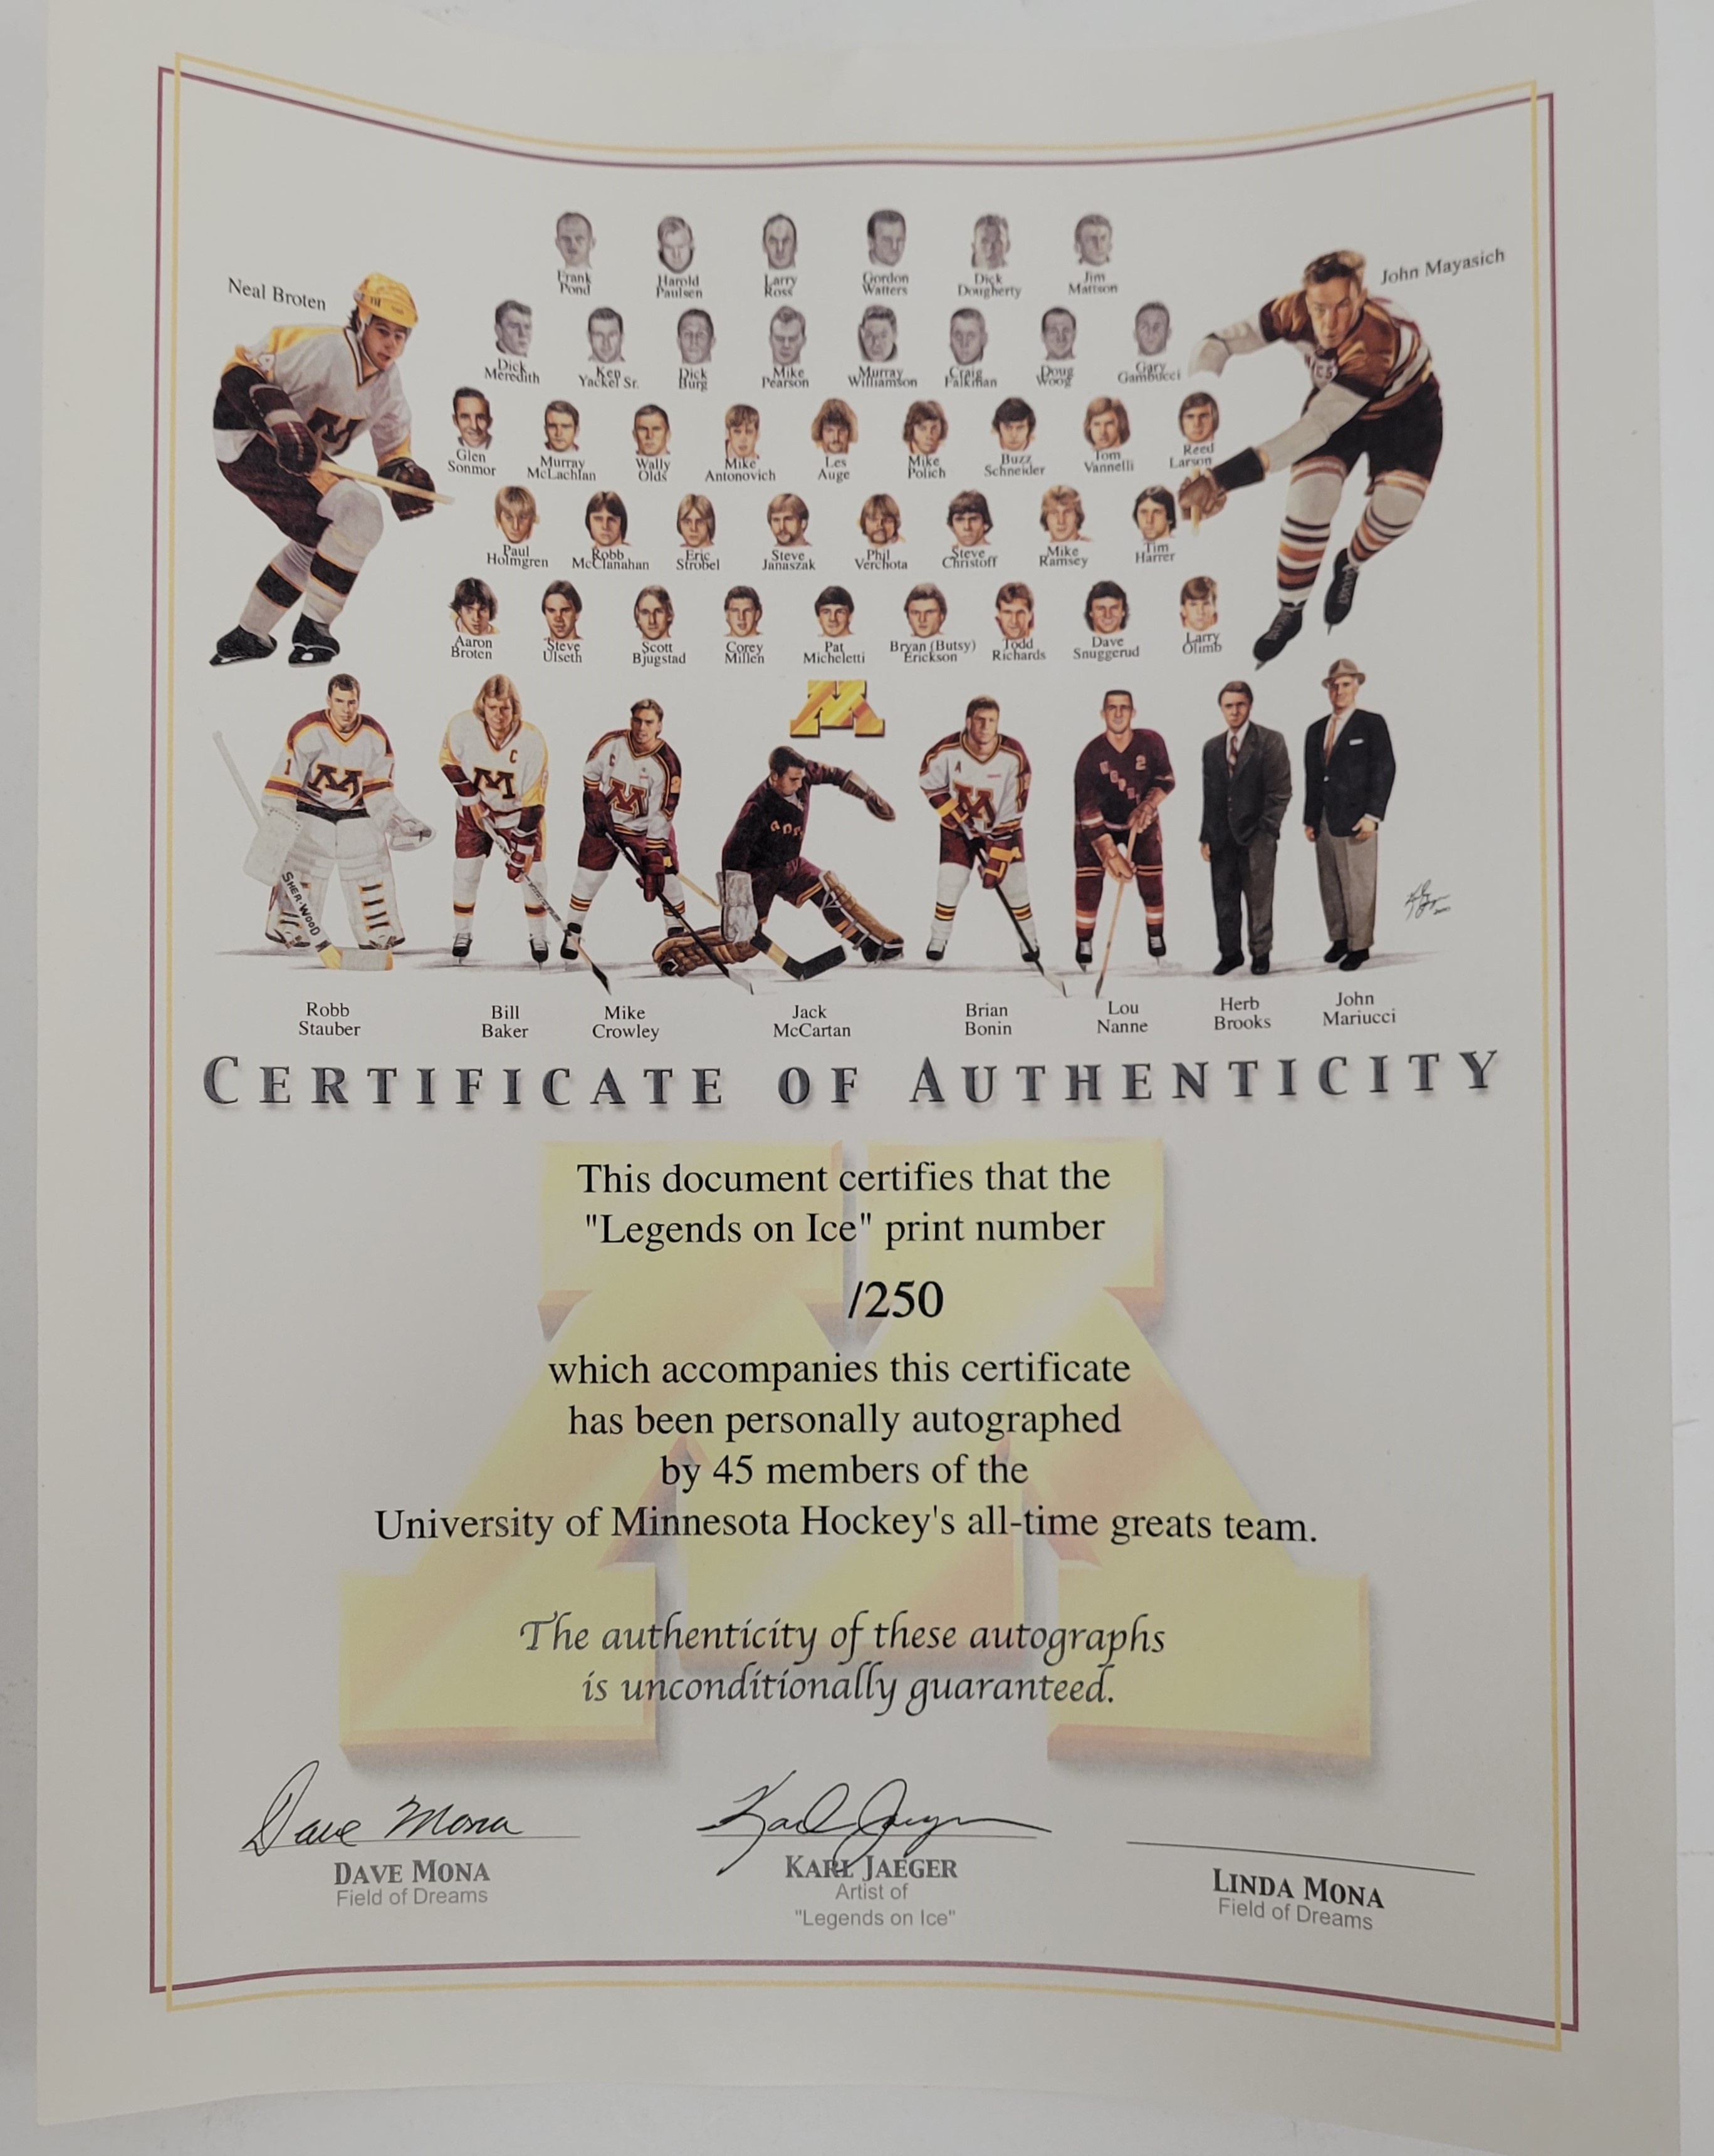 Neal Broten
John Mayasich
Frank
Pond
Harold
Paulsen
Larry
Ross
Gordon
Watters
Dick
Dougherty
Jim
Mattson
Dick
Meredith
Ken
Yackel Sr.
Dick
Burg
Mike
Pearson
Murray
Williamson
Craig
Falkman
Doug
Woog
Gary
Gambucci
Glen
Sonmor
Murray
McLachlan
Wally
Olds
Mike
Antonovich
Les
Auge
Mike
Polich
Buzz
Schneider
Tom
Vannelli
Reed
Larson
Paul
Holmgren
Robb
McClanahan
Eric
Strobel
Steve
Janaszak
Phil
Verchota
Steve
Christoff
Mike
Ramsey
Tim
Harrer
Aaron
Broten
Steve
Ulseth
Scott
Bjugstad
Corey
Millen
Pat
Micheletti
Bryan (Butsy)
Erickson
Todd
Richards
Dave
Snuggerud
Larry
Olimb
M
1
M
C
M
C
M
A
M
2
SHER-WOOD
Robb
Stauber
Bill
Baker
Mike
Crowley
Jack
McCartan
Brian
Bonin
Lou
Nanne
Herb
Brooks
John
Mariucci
CERTIFICATE OF AUTHENTICITY
This document certifies that the
"Legends on Ice" print number
/250
which accompanies this certificate
has been personally autographed
by 45 members of the
University of Minnesota Hockey's all-time greats team.
The authenticity of these autographs
is unconditionally guaranteed.
Dave Mona
Karl Jaeger
DAVE MONA
Field of Dreams
KARL JAEGER
Artist of
"Legends on Ice"
LINDA MONA
Field of Dreams